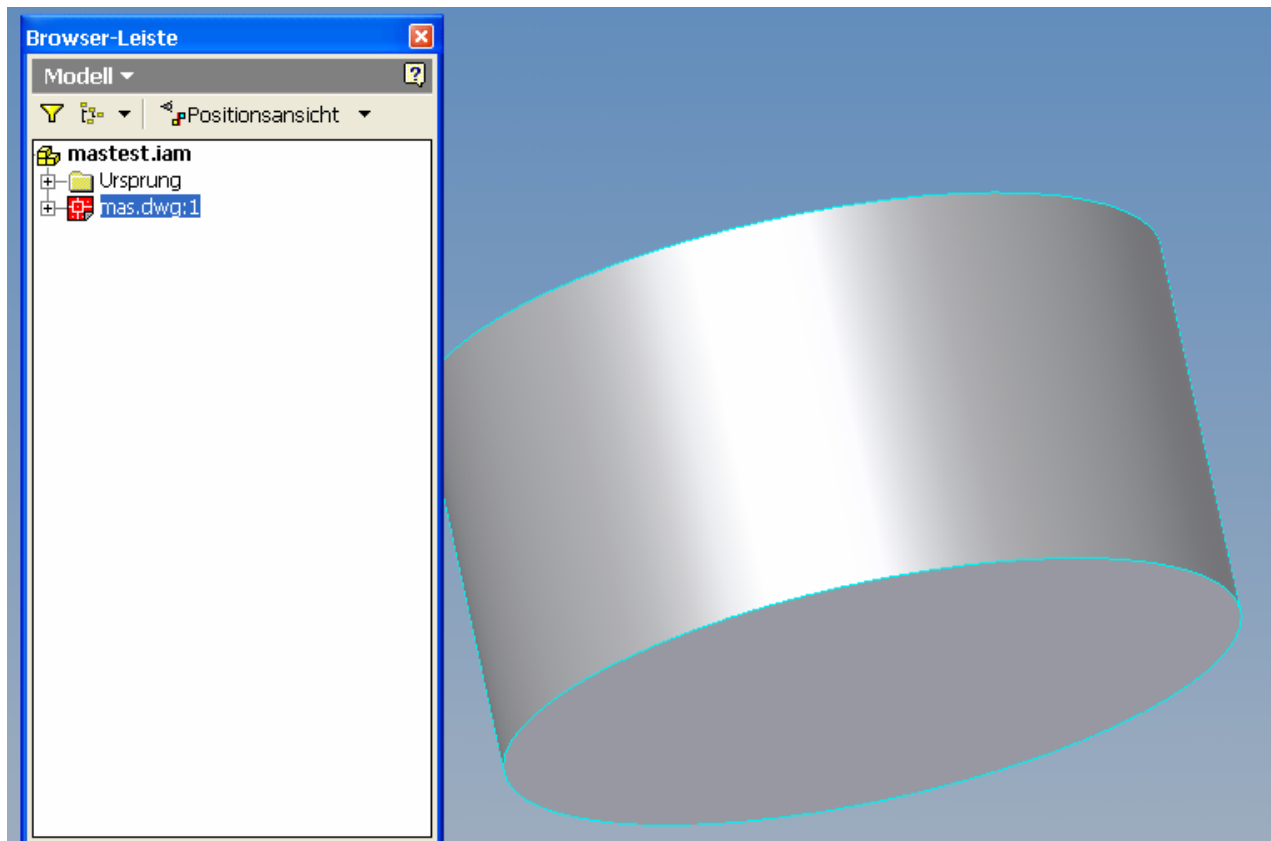 Browser-Leiste
Modell
Positionsansicht
mastest.iam
Ursprung
mas.dwg:1